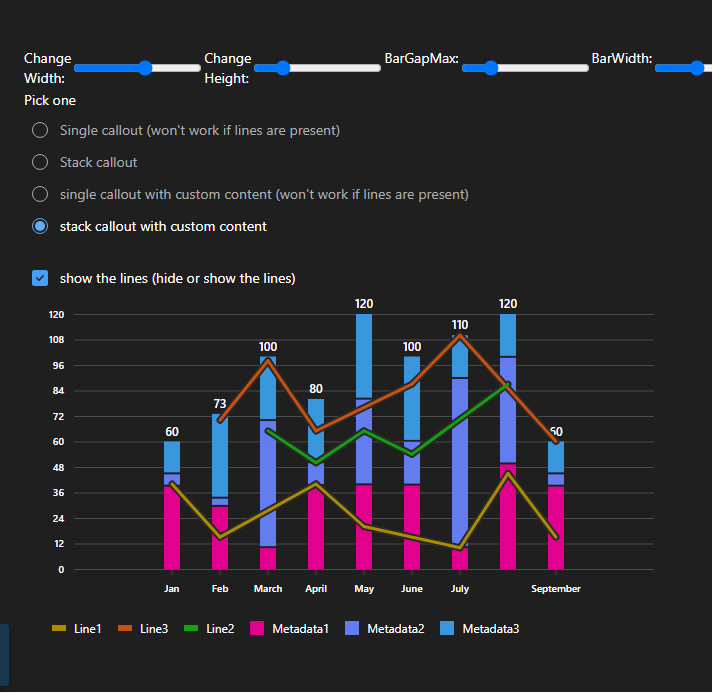 Change Width:
Change Height:
BarGapMax:
BarWidth:
Pick one
Single callout (won't work if lines are present)
Stack callout
single callout with custom content (won't work if lines are present)
stack callout with custom content
show the lines (hide or show the lines)
120
108
96
84
72
60
48
36
24
12
0
60
73
100
80
120
100
110
120
60
Jan
Feb
March
April
May
June
July
September
Line1
Line3
Line2
Metadata1
Metadata2
Metadata3